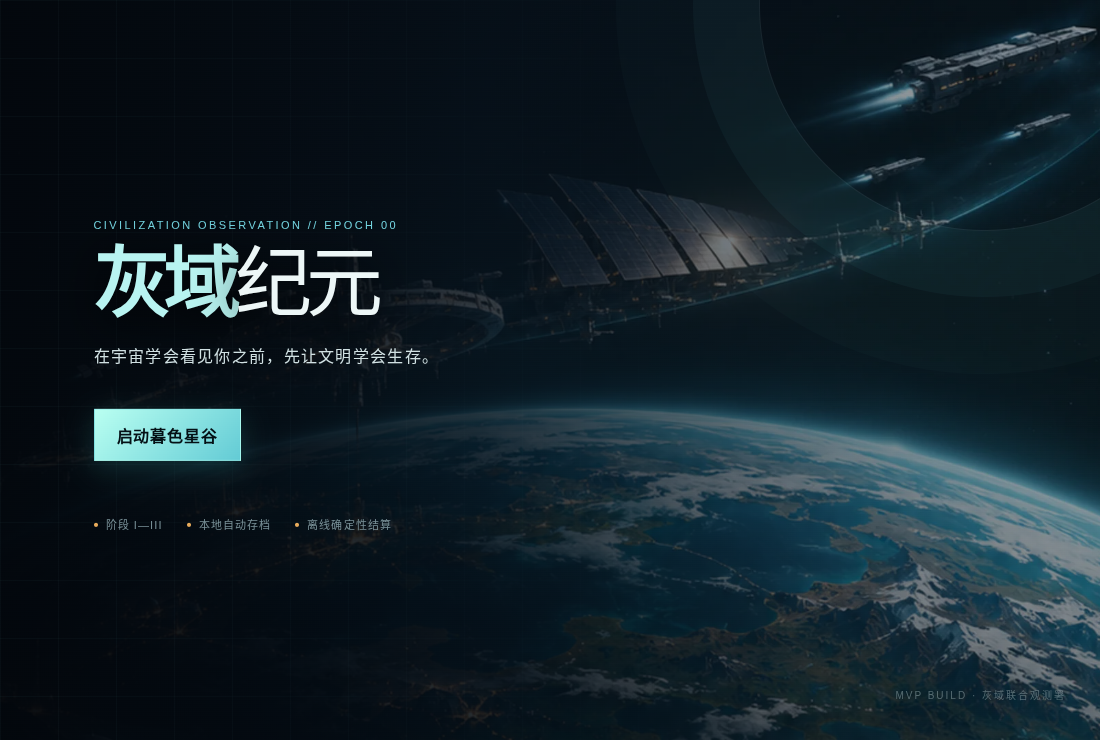 CIVILIZATION OBSERVATION // EPOCH 00
灰域纪元
在宇宙学会看见你之前，先让文明学会生存。
启动暮色星谷
阶段 I—III 本地自动存档 离线确定性结算
MVP BUILD · 灰域联合观测署